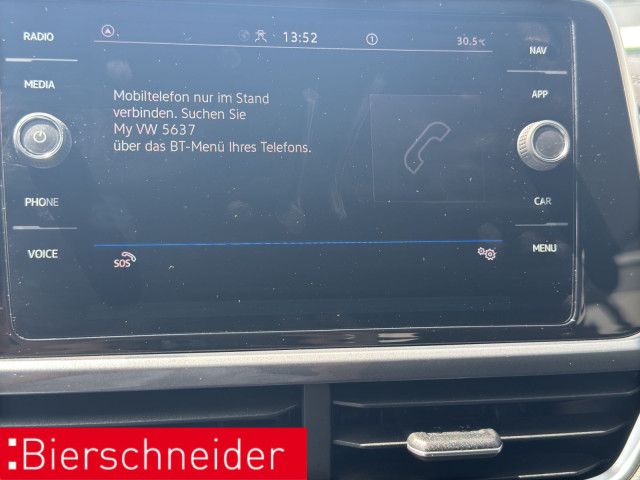 RADIO
13:52
30.5°C
NAV
MEDIA
APP
Mobiltelefon nur im Stand
verbinden. Suchen Sie
My VW 5637
über das BT-Menü Ihres Telefons.
PHONE
CAR
VOICE
SOS
MENU
Bierschneider